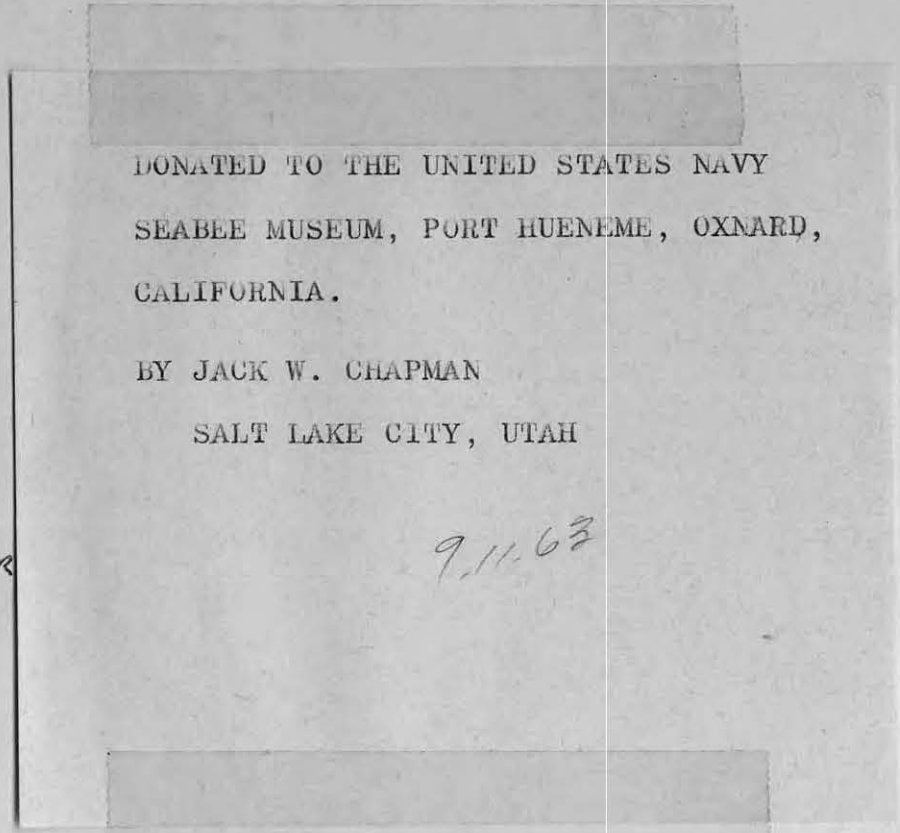 DONATED TO THE UNITED STATES NAVY
SEABEE MUSEUM, PORT HUENEME, OXNARD,
CALIFORNIA.
BY JACK W. CHAPMAN
SALT LAKE CITY, UTAH
9.11.63